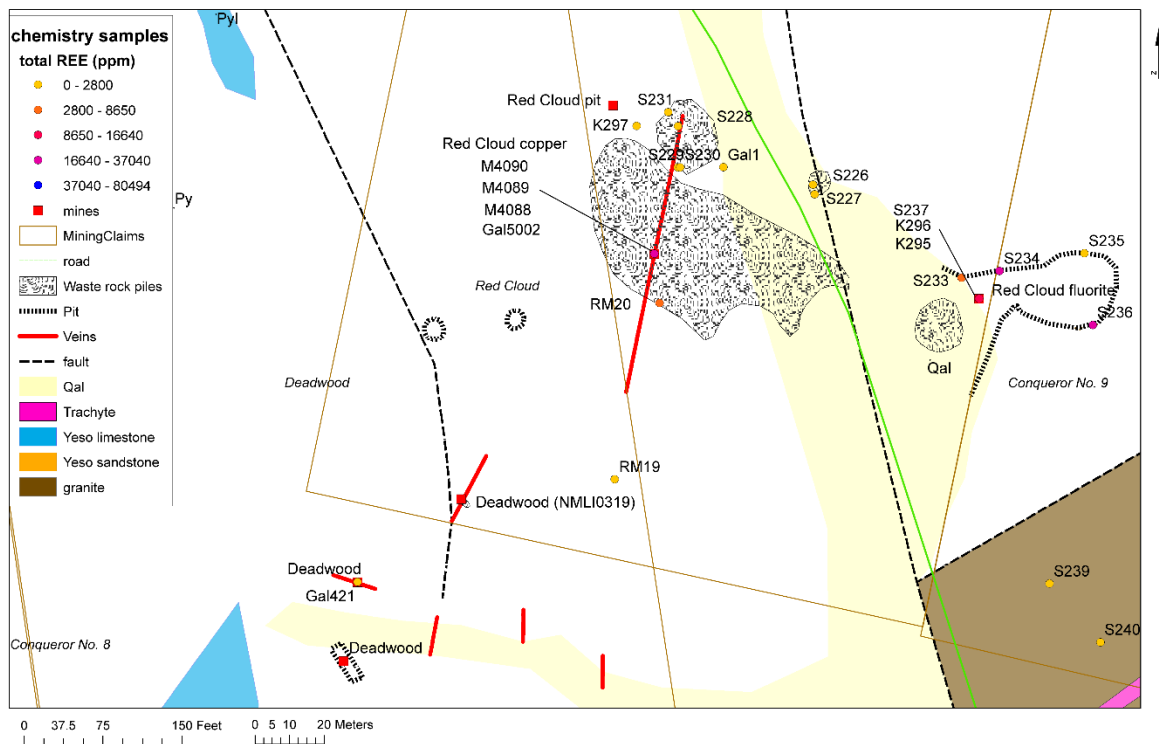 Pyl
chemistry samples
total REE (ppm)
0 - 2800
2800 - 8650
8650 - 16640
16640 - 37040
37040 - 80494
mines
MiningClaims
road
Waste rock piles
Pit
Veins
fault
Qal
Trachyte
Yeso limestone
Yeso sandstone
granite
Py
Red Cloud pit
S231
S228
K297
Red Cloud copper
S229
S230
Gal1
M4090
M4089
M4088
Gal5002
S226
S227
S237
K296
K295
S235
S234
S233
Red Cloud fluorite
S236
Red Cloud
RM20
Qal
Deadwood
Conqueror No. 9
RM19
Deadwood (NMLI0319)
Deadwood
Gal421
S239
S240
Conqueror No. 8
Deadwood
0 37.5 75 150 Feet
0 5 10 20 Meters
N